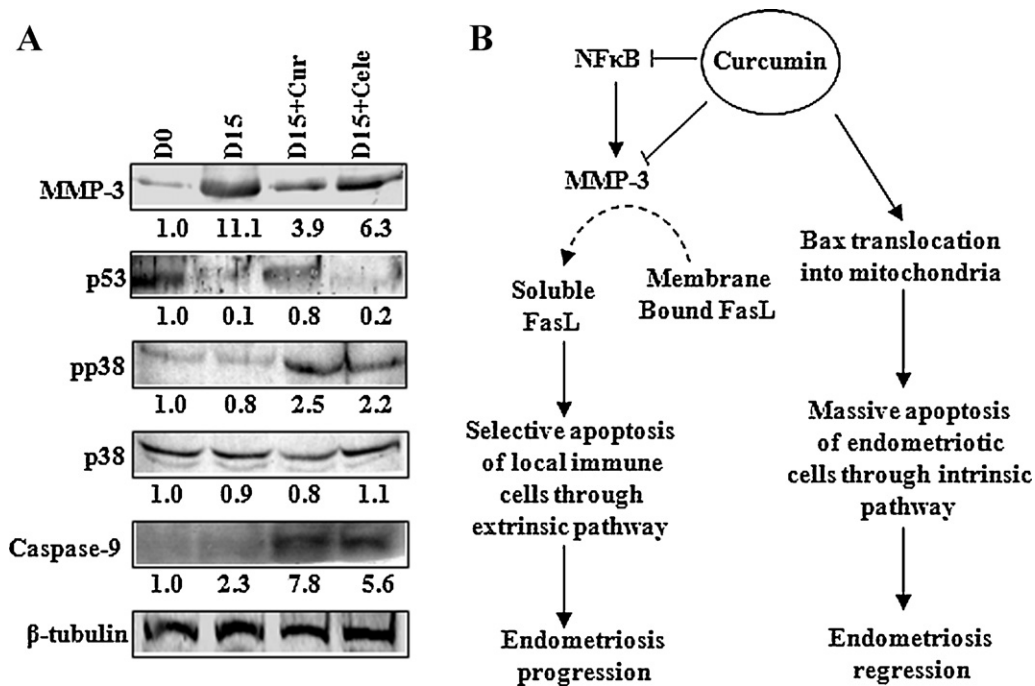 A
D0
D15
D15+Cur
D15+Cele
MMP-3
1.0 11.1 3.9 6.3
p53
1.0 0.1 0.8 0.2
pp38
1.0 0.8 2.5 2.2
p38
1.0 0.9 0.8 1.1
Caspase-9
1.0 2.3 7.8 5.6
β-tubulin
B
NFκB
Curcumin
MMP-3
Soluble
FasL
Membrane
Bound FasL
Selective apoptosis
of local immune
cells through
extrinsic pathway
Endometriosis
progression
Bax translocation
into mitochondria
Massive apoptosis
of endometriotic
cells through intrinsic
pathway
Endometriosis
regression